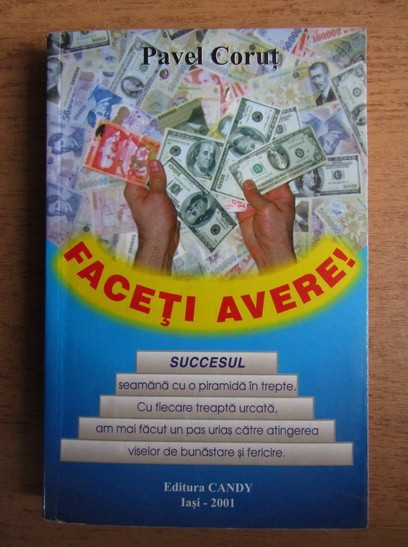 Pavel Coruț
FACEȚI AVERE!
SUCCESUL
seamănă cu o piramidă în trepte.
Cu fiecare treaptă urcată,
am mai făcut un pas uriaș către atingerea
viselor de bunăstare și fericire.
Editura CANDY
Iași - 2001